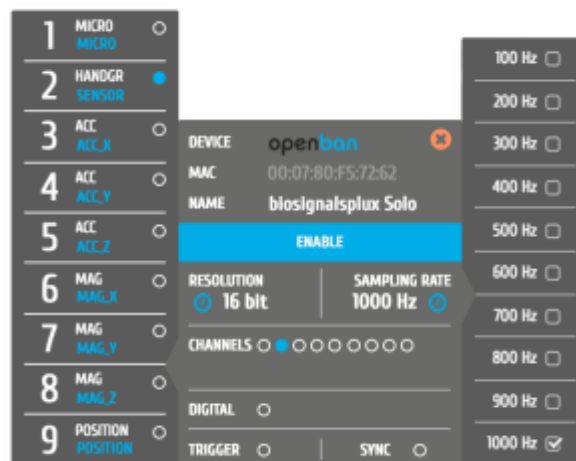 1 MICRO
MICRO
2 HANDGR
SENSOR
3 ACC
ACC_X
4 ACC
ACC_Y
5 ACC
ACC_Z
6 MAG
MAG_X
7 MAG
MAG_Y
8 MAG
MAG_Z
9 POSITION
POSITION
DEVICE openban
MAC 00:07:80:F5:72:62
NAME biosignalsplux Solo
ENABLE
RESOLUTION
16 bit
SAMPLING RATE
1000 Hz
CHANNELS
DIGITAL
TRIGGER
SYNC
100 Hz
200 Hz
300 Hz
400 Hz
500 Hz
600 Hz
700 Hz
800 Hz
900 Hz
1000 Hz